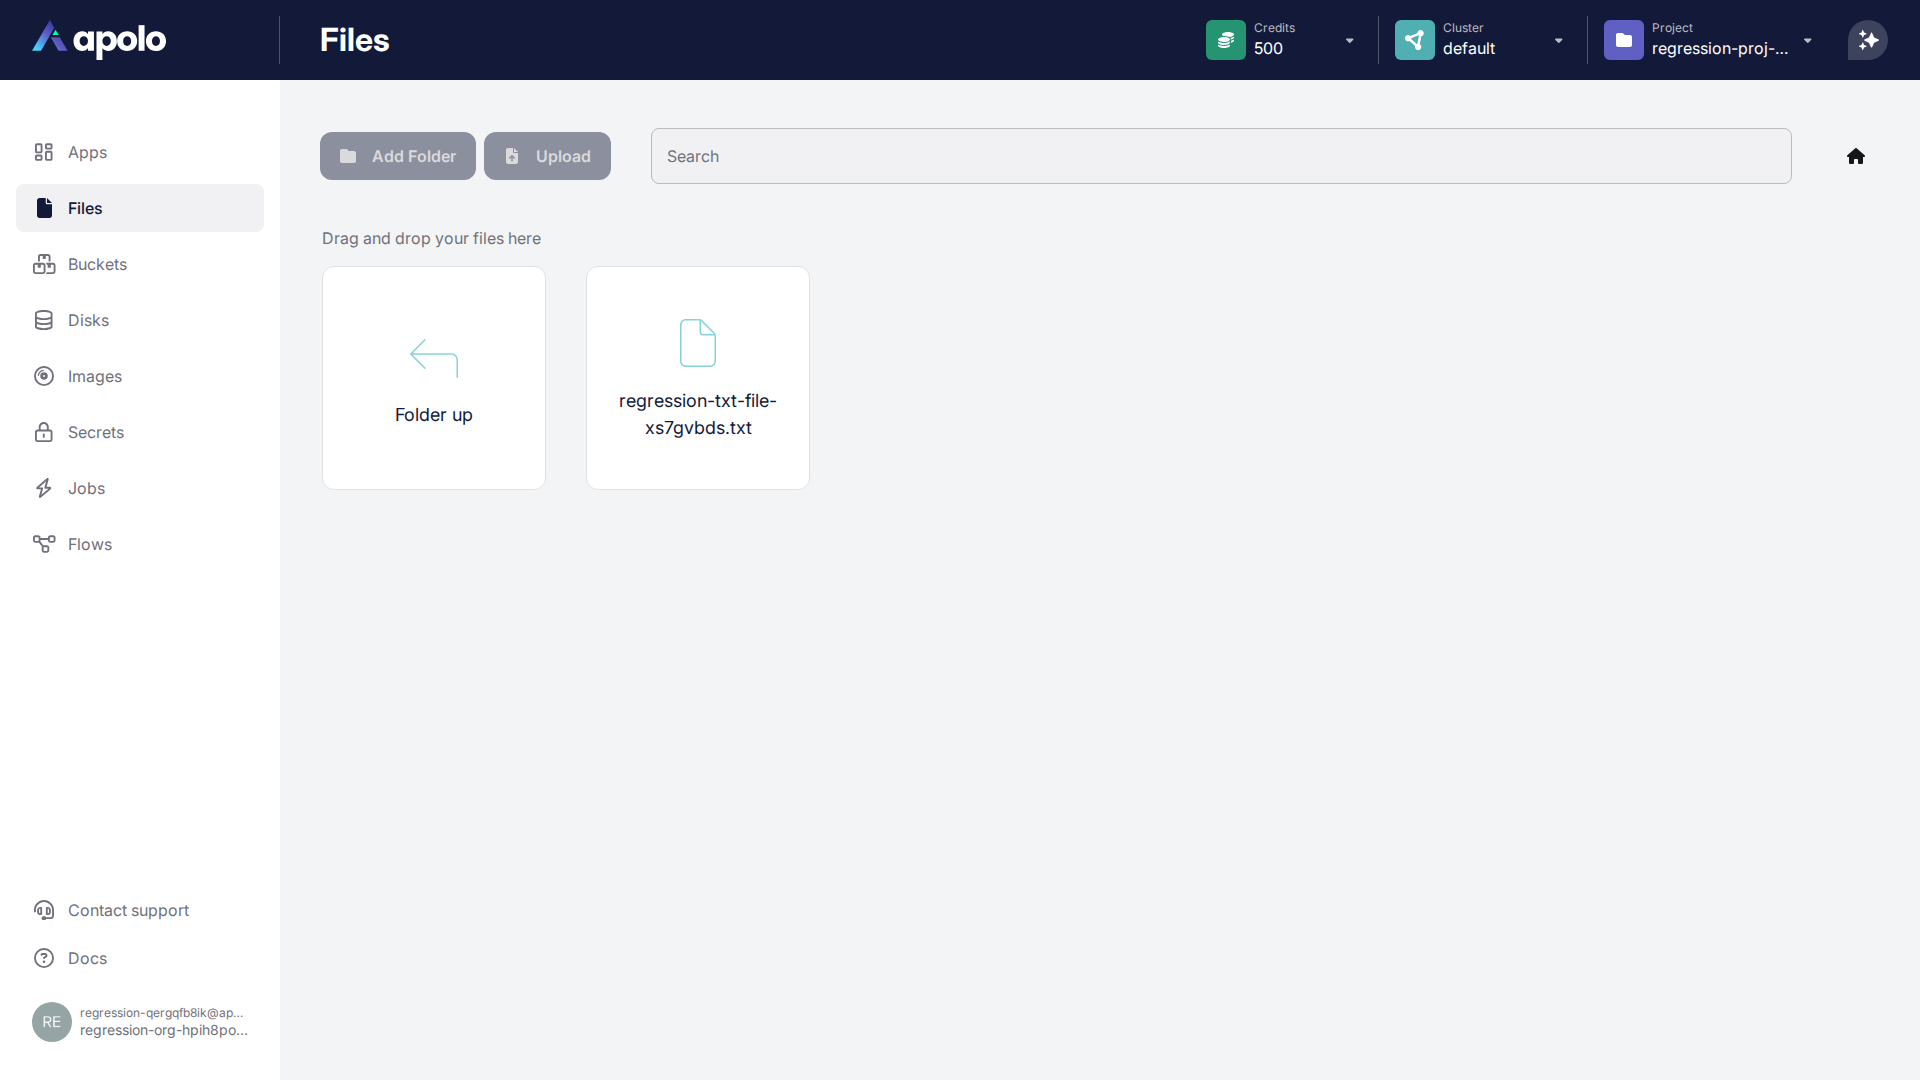 apolo
Files
Credits
500
Cluster
default
Project
regression-proj-...
Apps
Files
Buckets
Disks
Images
Secrets
Jobs
Flows
Contact support
Docs
RE
regression-qergqfb8ik@ap...
regression-org-hpih8po...
Add Folder
Upload
Search
Drag and drop your files here
Folder up
regression-txt-file-
xs7gvbds.txt